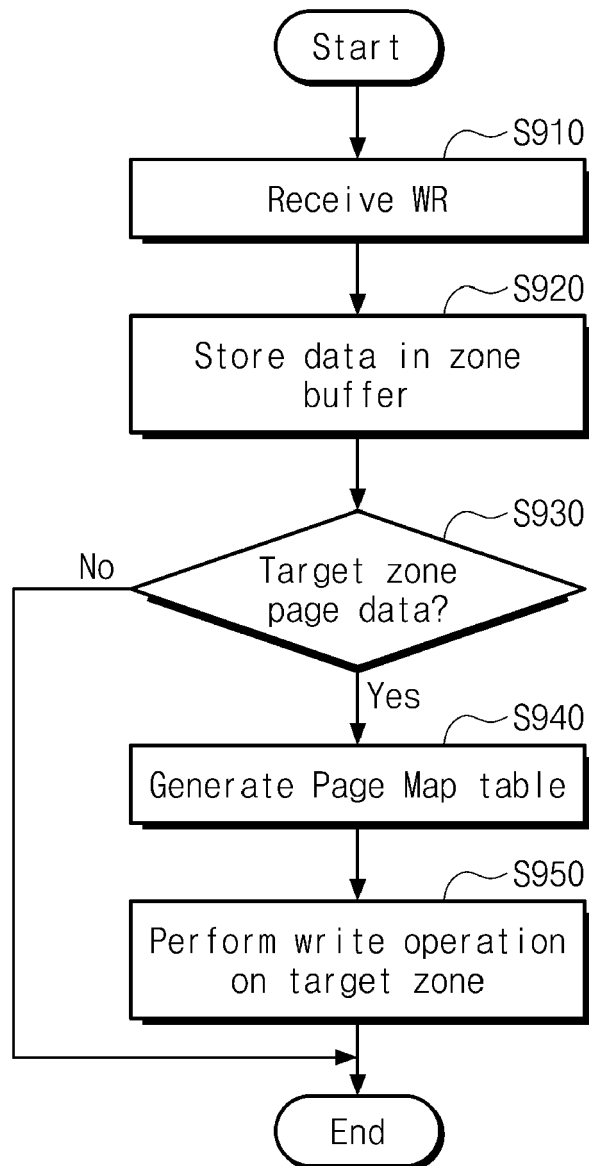 Start
S910
Receive WR
S920
Store data in zone
buffer
S930
No
Target zone
page data?
Yes
S940
Generate Page Map table
S950
Perform write operation
on target zone
End